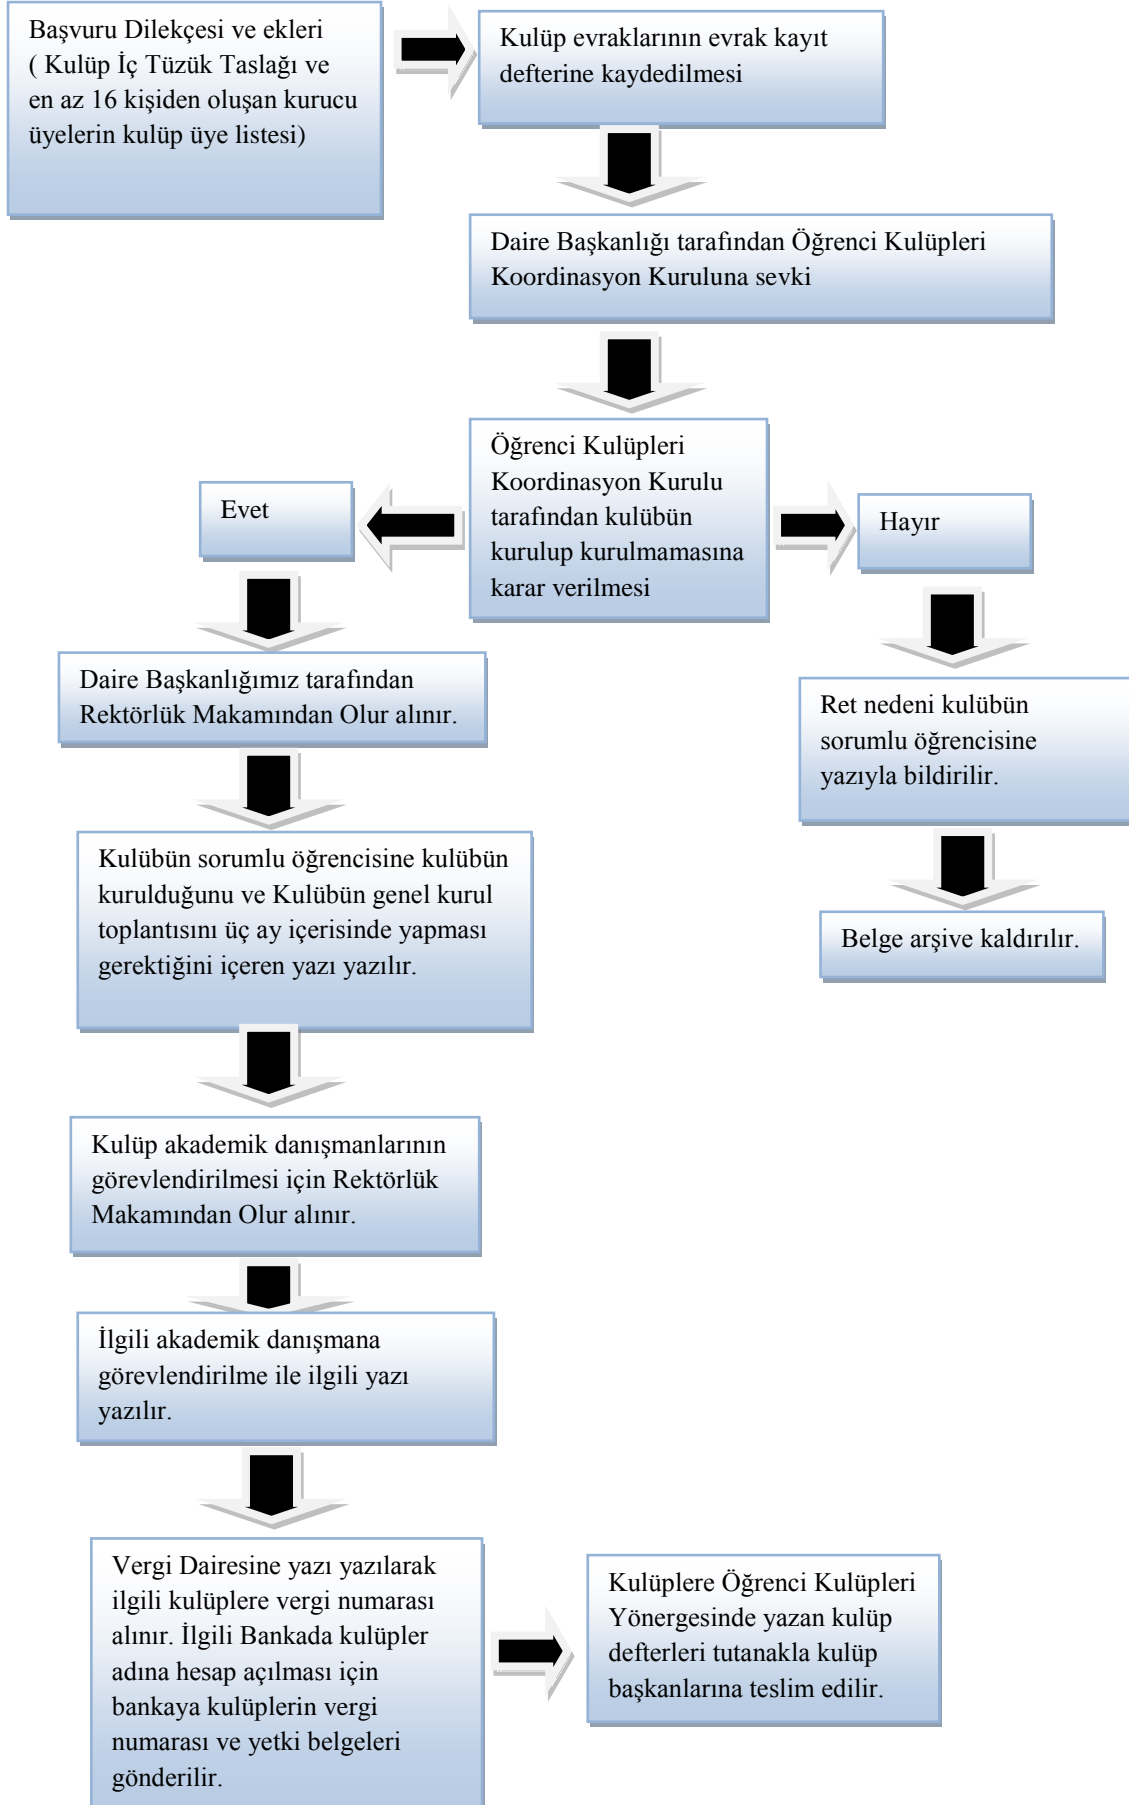 Başvuru Dilekçesi ve ekleri
( Kulüp İç Tüzük Taslağı ve
en az 16 kişiden oluşan kurucu
üyelerin kulüp üye listesi)
Kulüp evraklarının evrak kayıt
defterine kaydedilmesi
Daire Başkanlığı tarafından Öğrenci Kulüpleri
Koordinasyon Kuruluna sevki
Öğrenci Kulüpleri
Koordinasyon Kurulu
tarafından kulübün
kurulup kurulmamasına
karar verilmesi
Evet
Hayır
Daire Başkanlığımız tarafından
Rektörlük Makamından Olur alınır.
Ret nedeni kulübün
sorumlu öğrencisine
yazıyla bildirilir.
Kulübün sorumlu öğrencisine kulübün
kurulduğunu ve Kulübün genel kurul
toplantısını üç ay içerisinde yapması
gerektiğini içeren yazı yazılır.
Belge arşive kaldırılır.
Kulüp akademik danışmanlarının
görevlendirilmesi için Rektörlük
Makamından Olur alınır.
İlgili akademik danışmana
görevlendirilme ile ilgili yazı
yazılır.
Vergi Dairesine yazı yazılarak
ilgili kulüplere vergi numarası
alınır. İlgili Bankada kulüpler
adına hesap açılması için
bankaya kulüplerin vergi
numarası ve yetki belgeleri
gönderilir.
Kulüplere Öğrenci Kulüpleri
Yönergesinde yazan kulüp
defterleri tutanakla kulüp
başkanlarına teslim edilir.